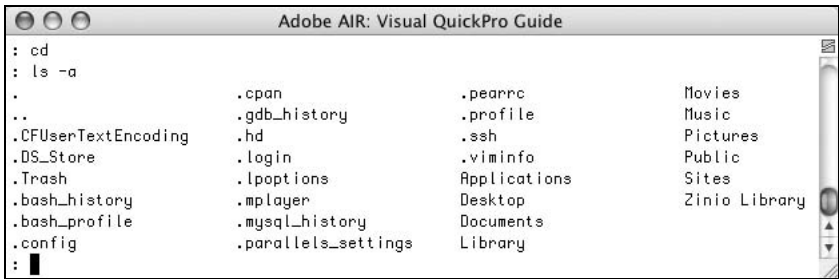 Adobe AIR: Visual QuickPro Guide
: cd
: ls -a
. .cpan .pearrc Movies
.. .gdb_history .profile Music
.CFUserTextEncoding .hd .ssh Pictures
.DS_Store .login .viminfo Public
.Trash .lpoptions Applications Sites
.bash_history .mplayer Desktop Zinio Library
.bash_profile .mysql_history Documents
.config .parallels_settings Library
: